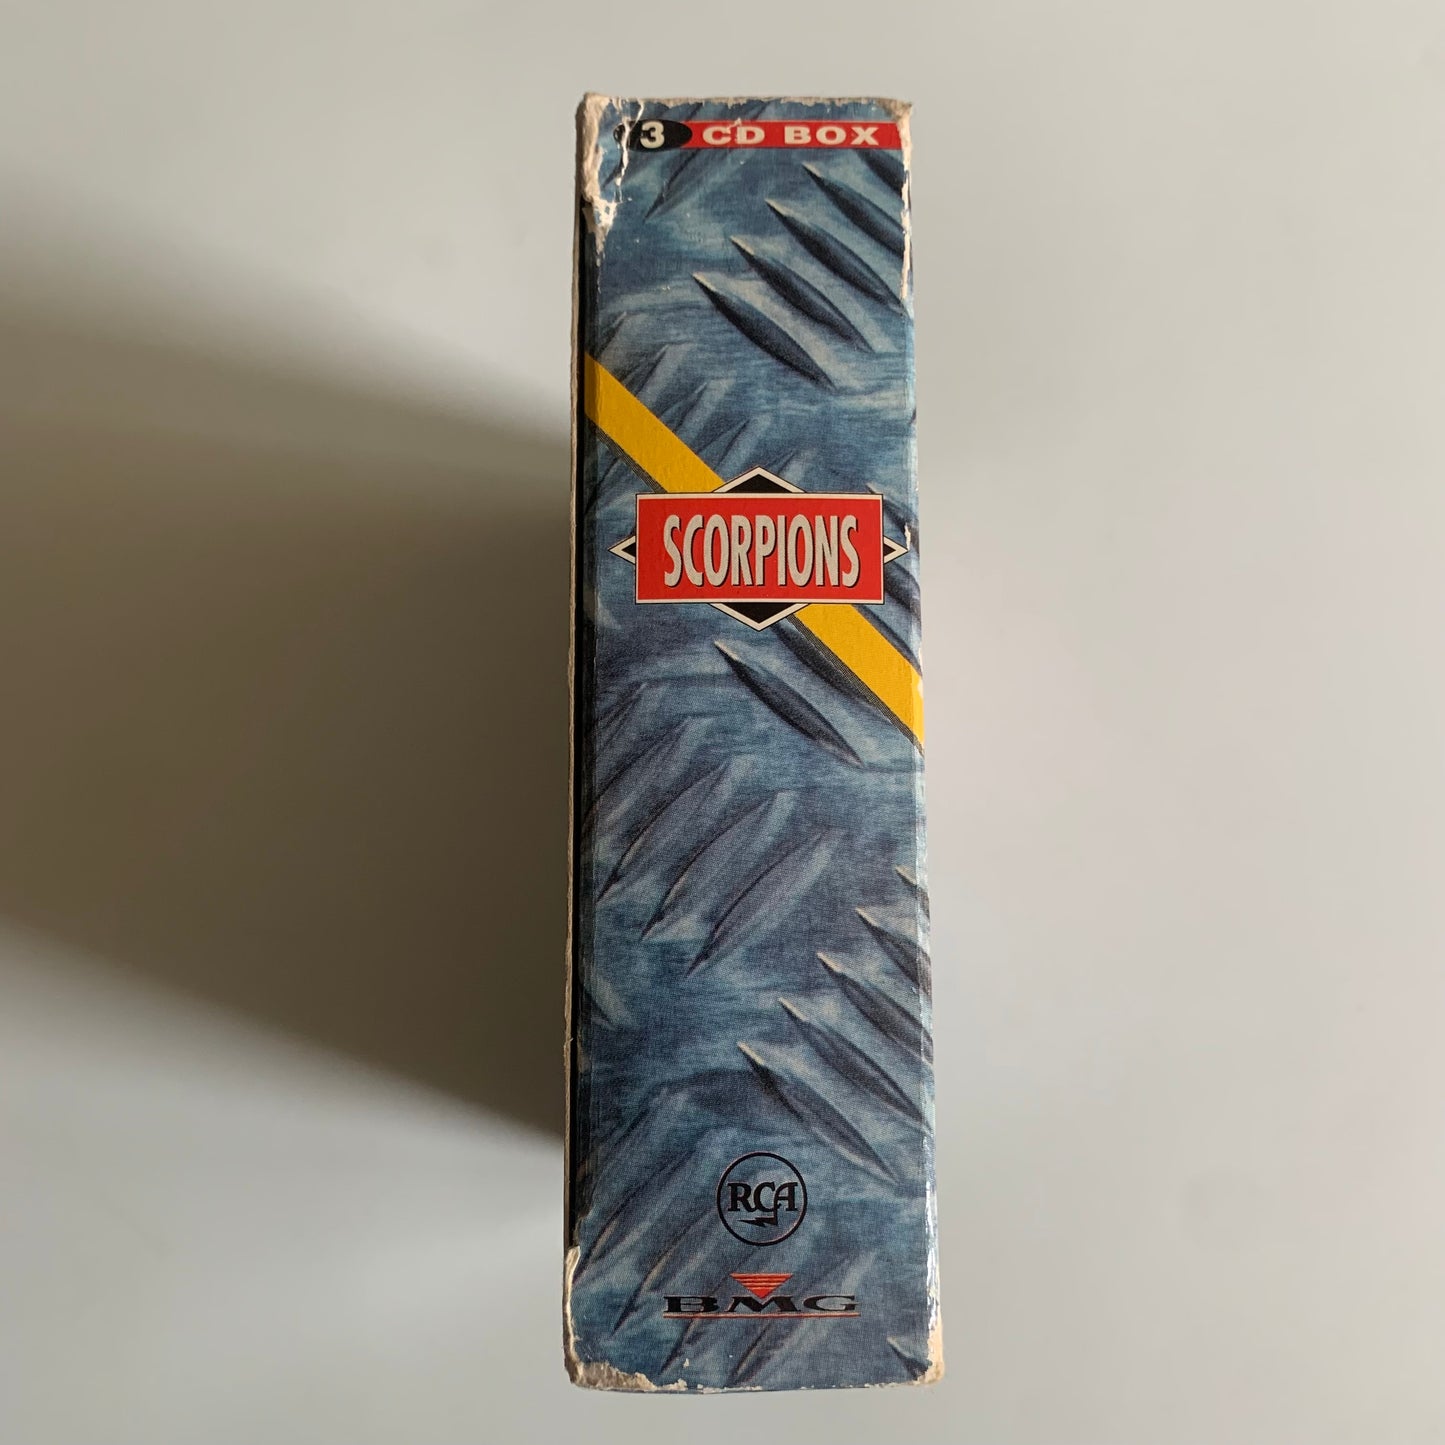 3 CD BOX
SCORPIONS
RCA
BMG